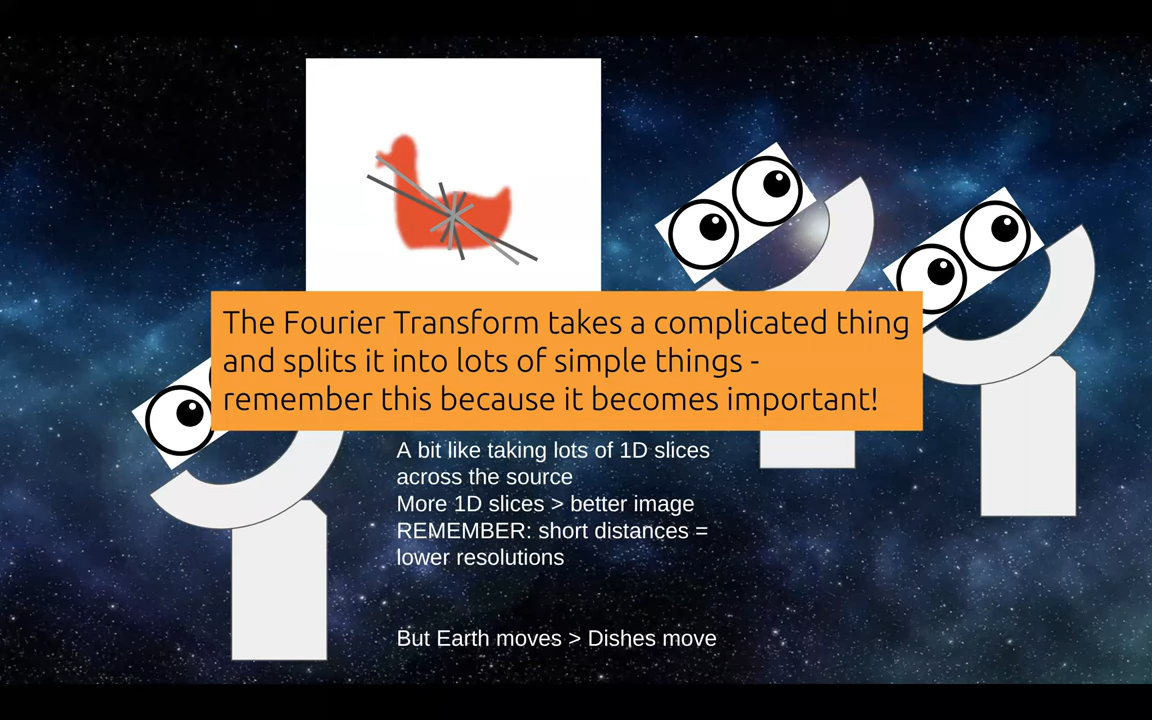 The Fourier Transform takes a complicated thing
and splits it into lots of simple things -
remember this because it becomes important!
A bit like taking lots of 1D slices
across the source
More 1D slices > better image
REMEMBER: short distances =
lower resolutions
But Earth moves > Dishes move